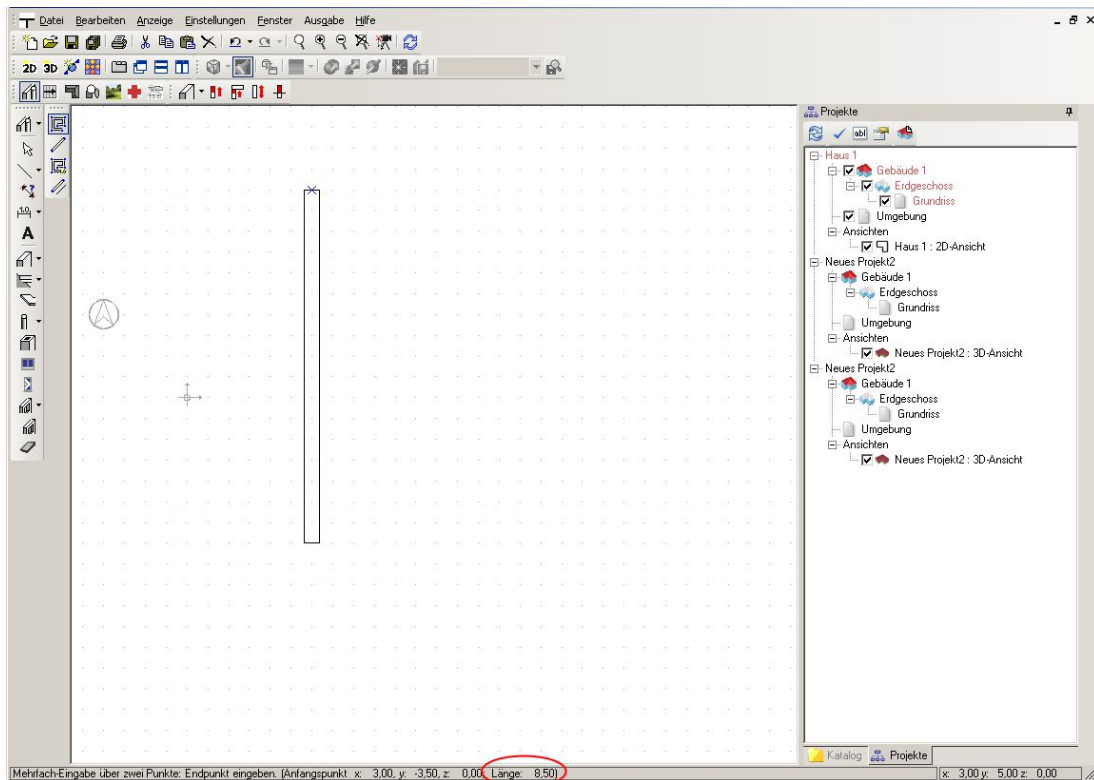 Datei Bearbeiten Anzeige Einstellungen Fenster Ausgabe Hilfe
2D 3D
Projekte
abl
Haus 1
Gebäude 1
Erdgeschoss
Grundriss
Umgebung
Ansichten
Haus 1 : 2D-Ansicht
Neues Projekt2
Gebäude 1
Erdgeschoss
Grundriss
Umgebung
Ansichten
Neues Projekt2 : 3D-Ansicht
Neues Projekt2
Gebäude 1
Erdgeschoss
Grundriss
Umgebung
Ansichten
Neues Projekt2 : 3D-Ansicht
1,0
A
Katalog Projekte
Mehrfach-Eingabe über zwei Punkte: Endpunkt eingeben. (Anfangspunkt x: 3,00, y: -3,50, z: 0,00; Länge: 8,50) x: 3,00 y: 5,00 z: 0,00